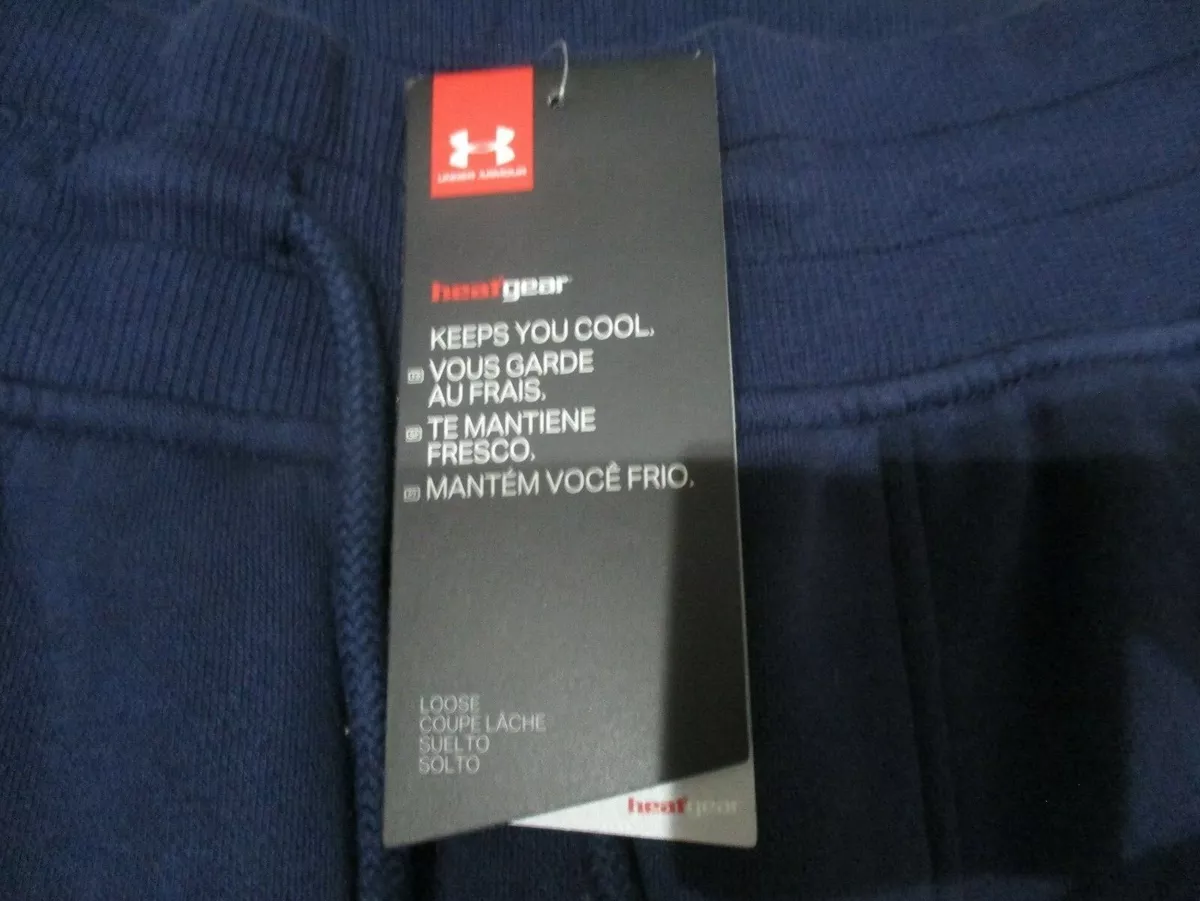 UNDER ARMOUR
heatgear
KEEPS YOU COOL.
VOUS GARDE
AU FRAIS.
TE MANTIENE
FRESCO.
MANTÉM VOCÊ FRIO.
LOOSE
COUPE LÂCHE
SUELTO
SOLTO
heatgear